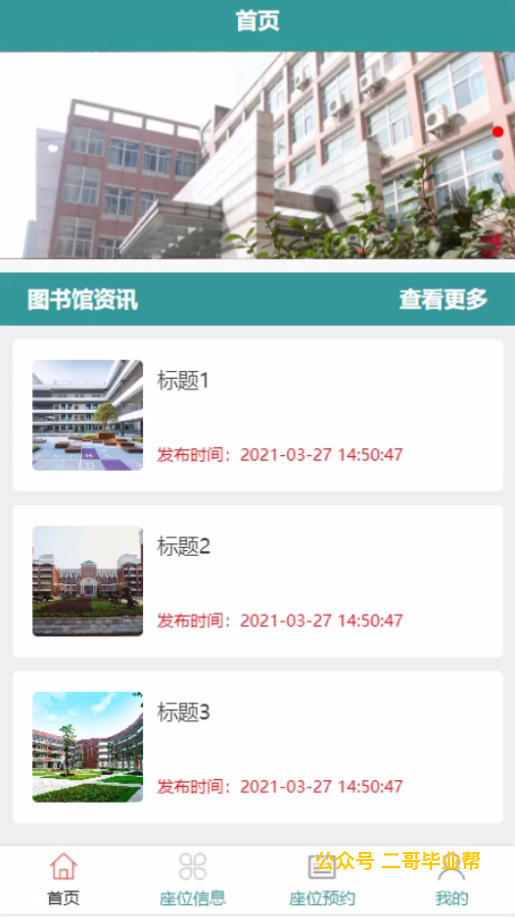 首页
图书馆资讯 查看更多
标题1
发布时间：2021-03-27 14:50:47
标题2
发布时间：2021-03-27 14:50:47
标题3
发布时间：2021-03-27 14:50:47
公众号 二哥毕业帮
首页 座位信息 座位预约 我的